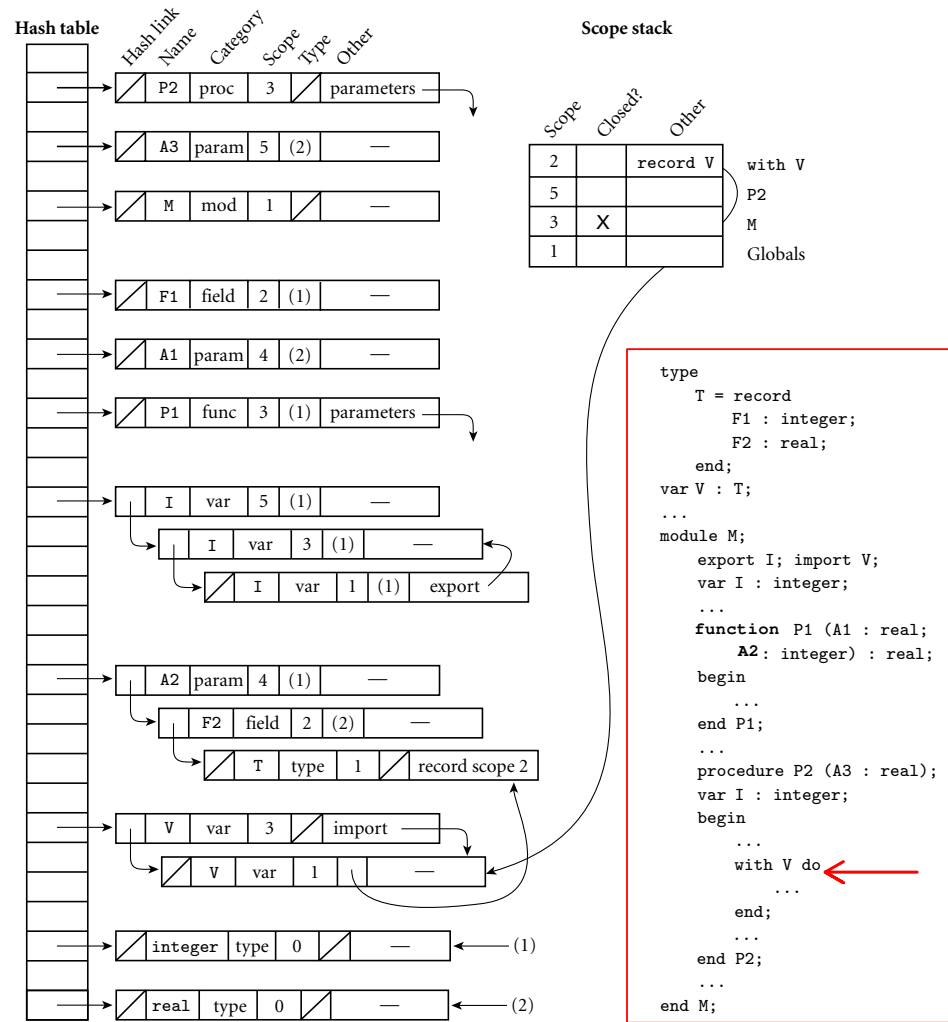 Hash table
Hash link
Name
Category
Scope
Type
Other
P2 proc 3 parameters
A3 param 5 (2) —
M mod 1 —
F1 field 2 (1) —
A1 param 4 (2) —
P1 func 3 (1) parameters
I var 5 (1) —
I var 3 (1) —
I var 1 (1) export
A2 param 4 (1) —
F2 field 2 (2) —
T type 1 record scope 2
V var 3 import
V var 1 —
integer type 0 — (1)
real type 0 — (2)
Scope stack
Scope
Closed?
Other
2 record V with V
5 P2
3 X M
1 Globals
type
T = record
F1 : integer;
F2 : real;
end;
var V : T;
...
module M;
export I; import V;
var I : integer;
...
function P1 (A1 : real;
A2 : integer) : real;
begin
...
end P1;
...
procedure P2 (A3 : real);
var I : integer;
begin
...
with V do
...
end;
...
end P2;
...
end M;